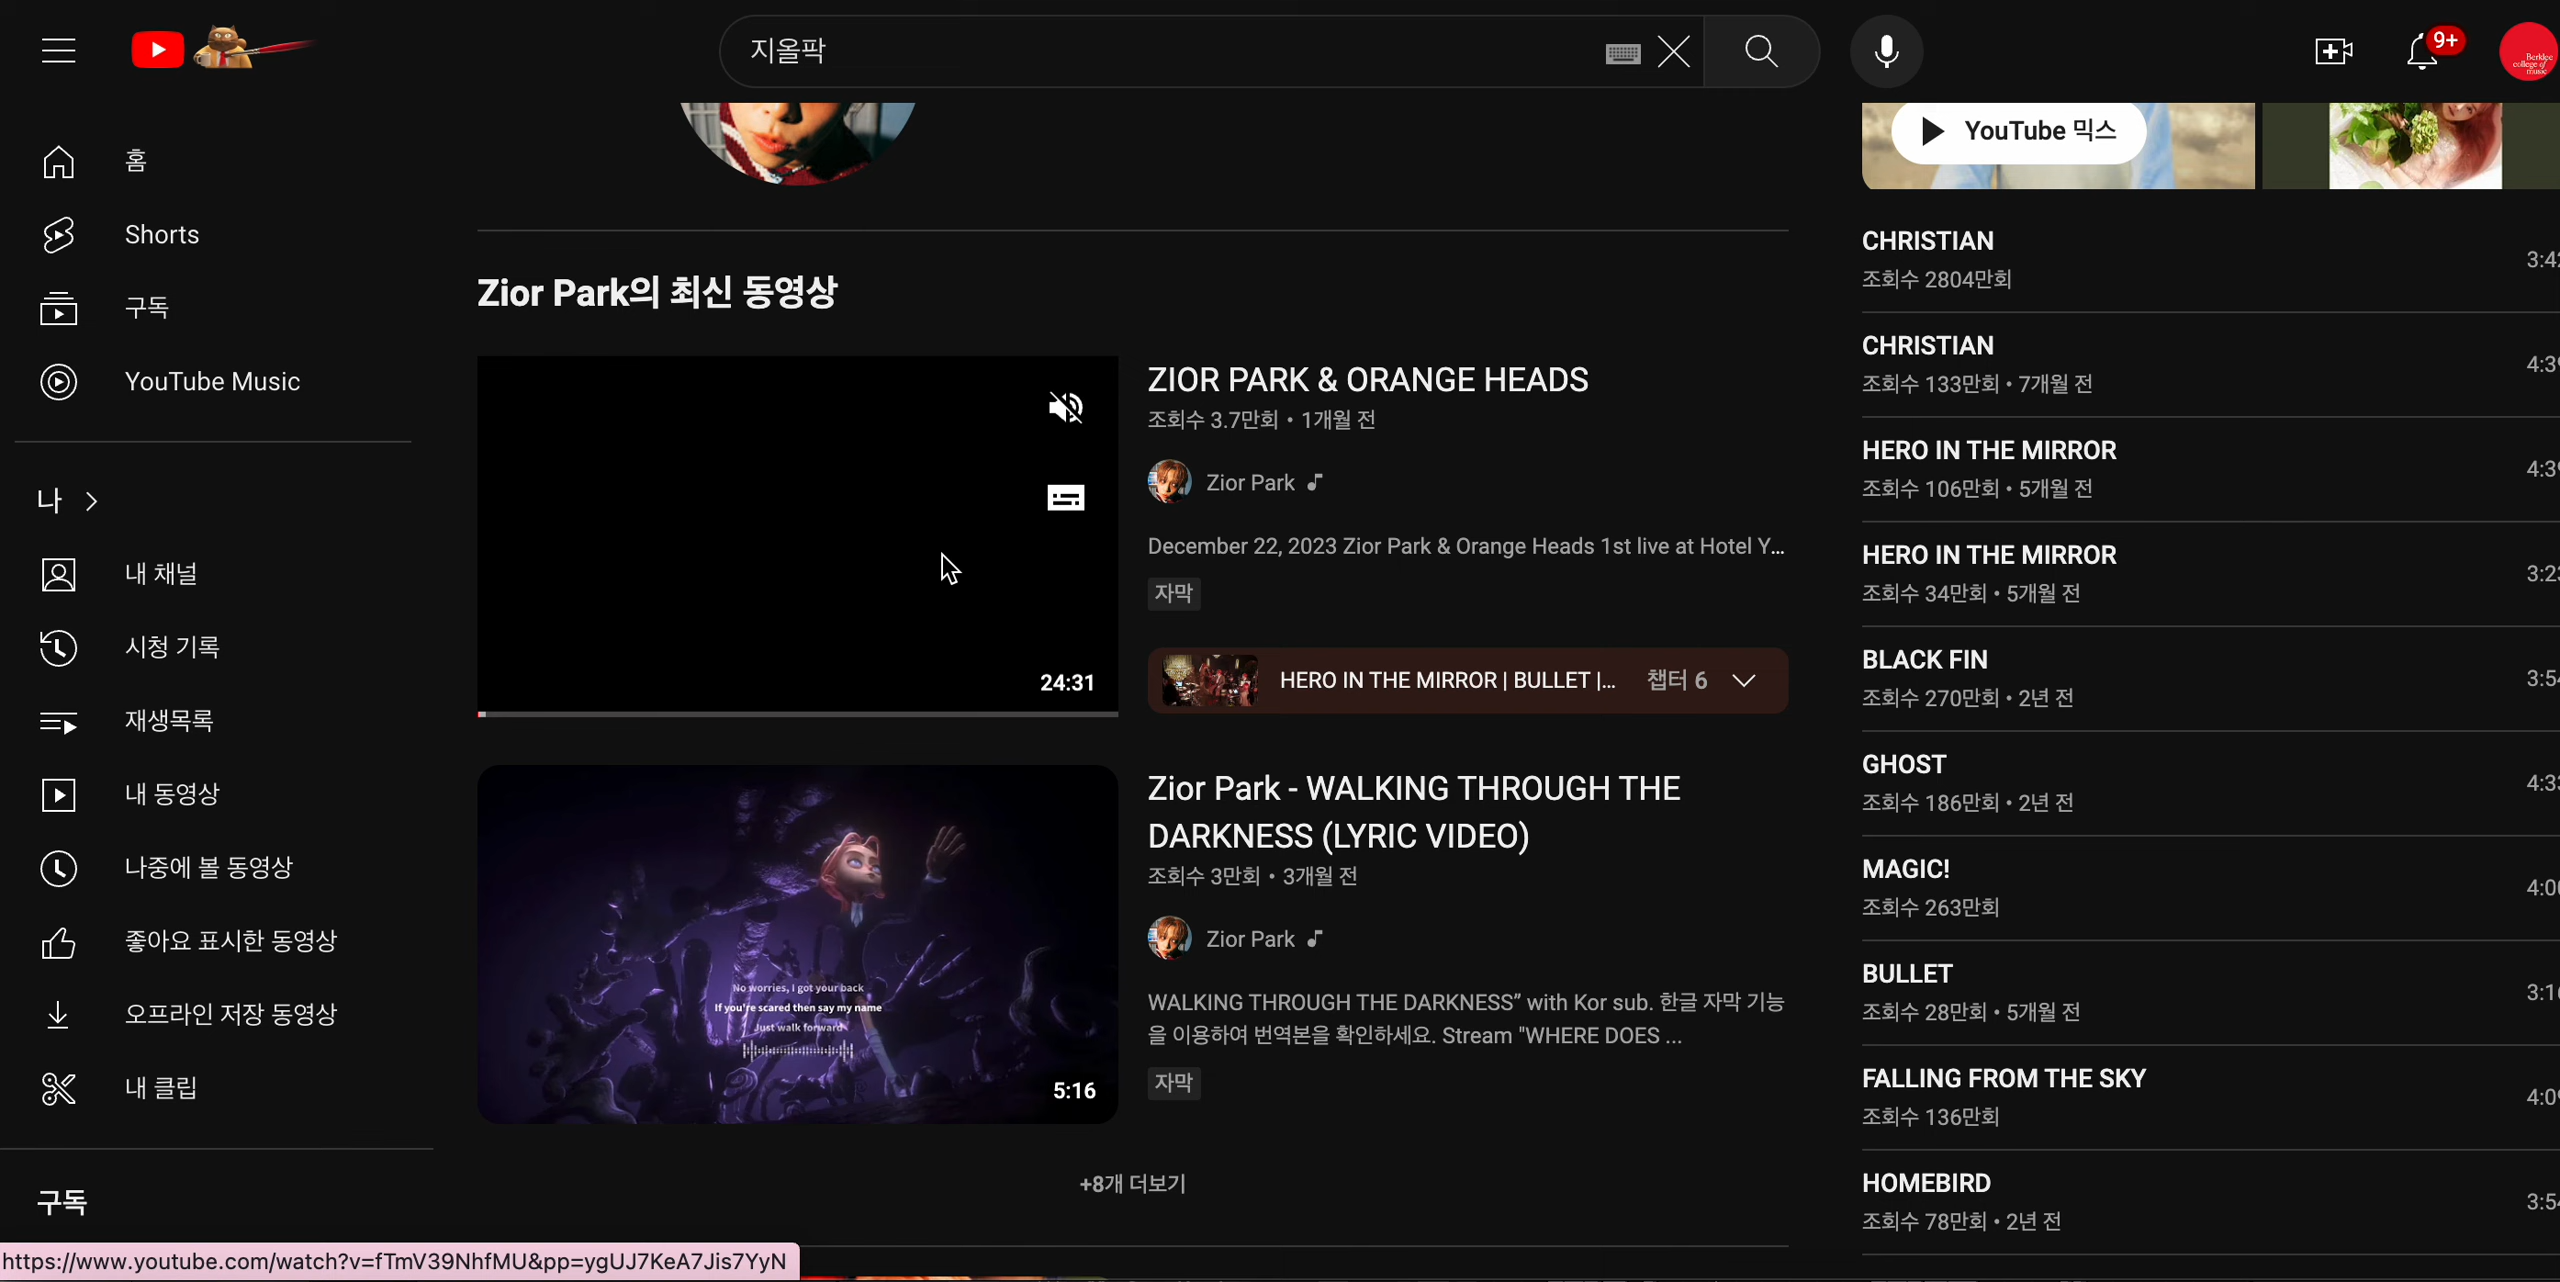 지올팍
9+
Berklee
college of
music
홈
Shorts
구독
YouTube Music
나
내 채널
시청 기록
재생목록
내 동영상
나중에 볼 동영상
좋아요 표시한 동영상
오프라인 저장 동영상
내 클립
구독
Zior Park의 최신 동영상
24:31
ZIOR PARK & ORANGE HEADS
조회수 3.7만회 • 1개월 전
Zior Park
December 22, 2023 Zior Park & Orange Heads 1st live at Hotel Y...
자막
HERO IN THE MIRROR | BULLET |... 챕터 6
No worries, I got your back
If you're scared then say my name
Just walk forward
5:16
Zior Park - WALKING THROUGH THE
DARKNESS (LYRIC VIDEO)
조회수 3만회 • 3개월 전
Zior Park
WALKING THROUGH THE DARKNESS” with Kor sub. 한글 자막 기능
을 이용하여 번역본을 확인하세요. Stream "WHERE DOES ...
자막
+8개 더보기
YouTube 믹스
CHRISTIAN
조회수 2804만회
CHRISTIAN
조회수 133만회 • 7개월 전
HERO IN THE MIRROR
조회수 106만회 • 5개월 전
HERO IN THE MIRROR
조회수 34만회 • 5개월 전
BLACK FIN
조회수 270만회 • 2년 전
GHOST
조회수 186만회 • 2년 전
MAGIC!
조회수 263만회
BULLET
조회수 28만회 • 5개월 전
FALLING FROM THE SKY
조회수 136만회
HOMEBIRD
조회수 78만회 • 2년 전
https://www.youtube.com/watch?v=fTmV39NhfMU&pp=ygUJ7KeA7Jis7YyN